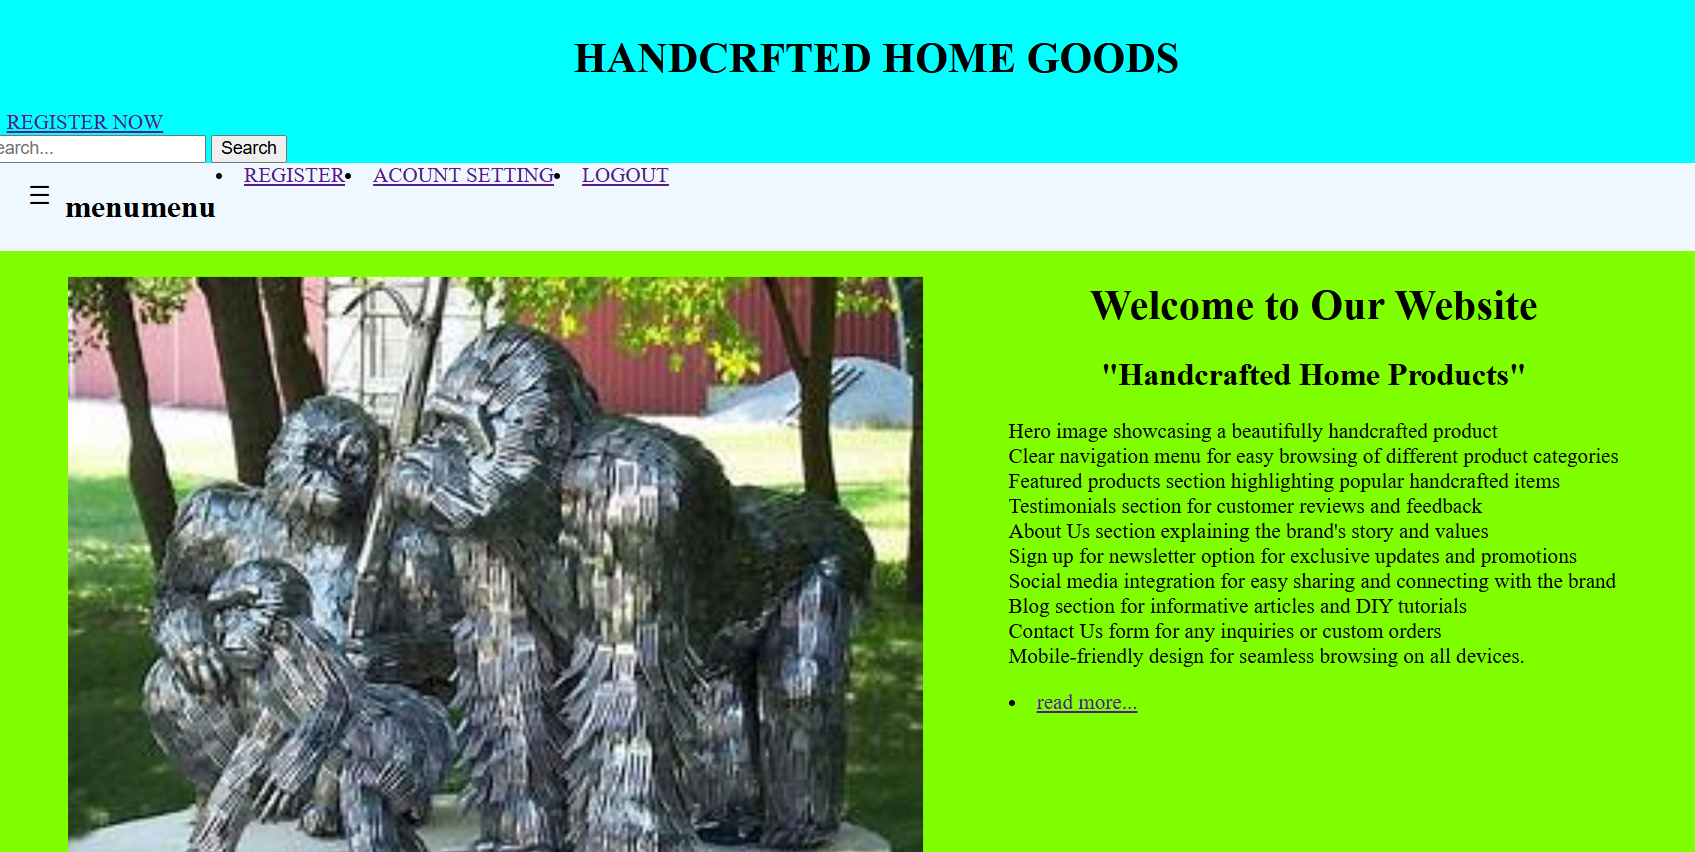 HANDCRFTED HOME GOODS
REGISTER NOW
earch...
Search
REGISTER
ACOUNT SETTING
LOGOUT
☰ menumenu
Welcome to Our Website
"Handcrafted Home Products"
Hero image showcasing a beautifully handcrafted product
Clear navigation menu for easy browsing of different product categories
Featured products section highlighting popular handcrafted items
Testimonials section for customer reviews and feedback
About Us section explaining the brand's story and values
Sign up for newsletter option for exclusive updates and promotions
Social media integration for easy sharing and connecting with the brand
Blog section for informative articles and DIY tutorials
Contact Us form for any inquiries or custom orders
Mobile-friendly design for seamless browsing on all devices.
read more...